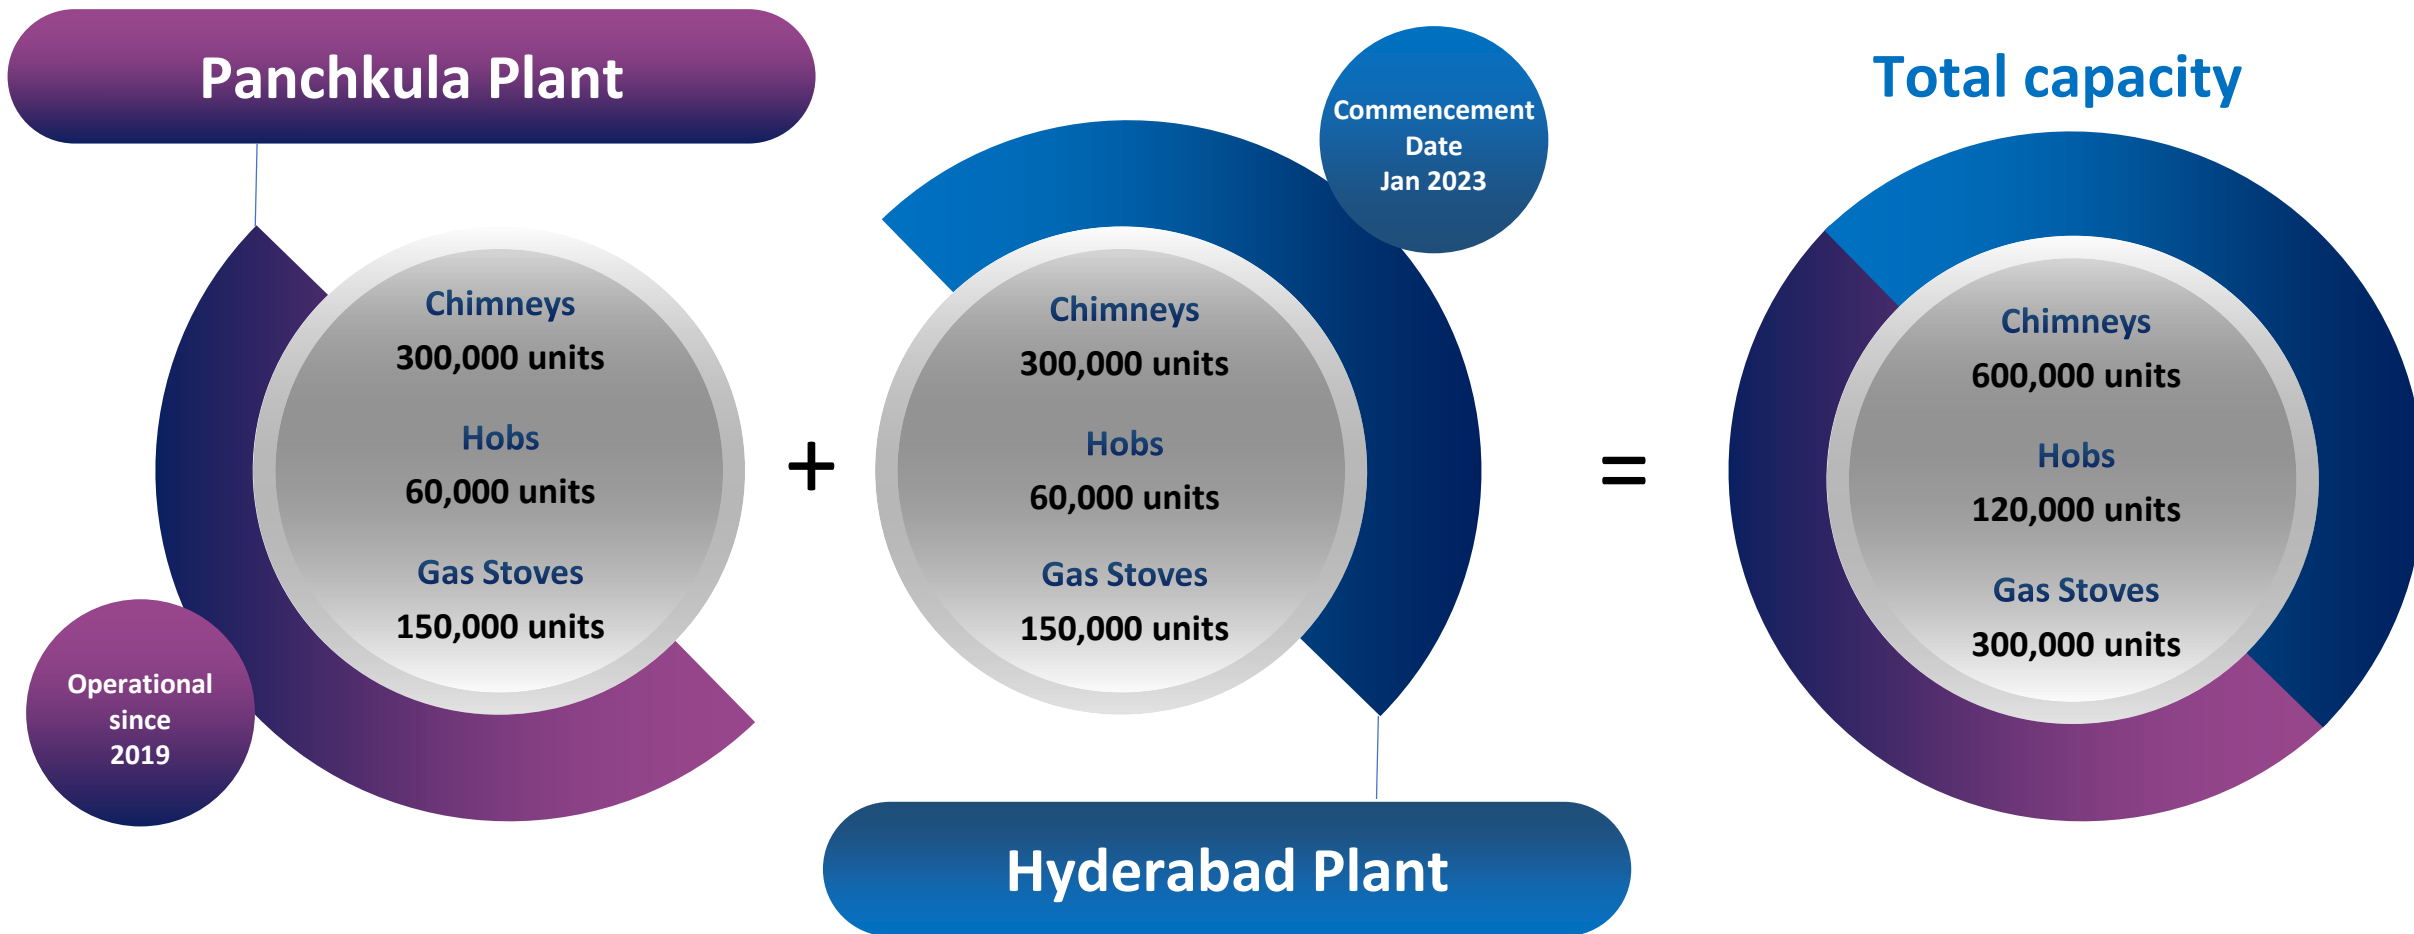 Panchkula Plant
Chimneys
300,000 units
Hobs
60,000 units
Gas Stoves
150,000 units
Operational
since
2019
+
Commencement
Date
Jan 2023
Chimneys
300,000 units
Hobs
60,000 units
Gas Stoves
150,000 units
Hyderabad Plant
=
Total capacity
Chimneys
600,000 units
Hobs
120,000 units
Gas Stoves
300,000 units